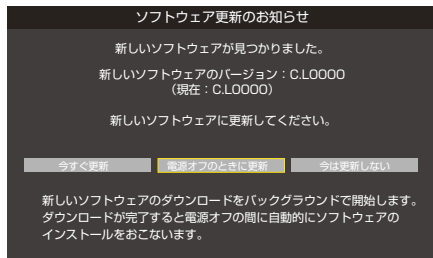 ソフトウェア更新のお知らせ
新しいソフトウェアが見つかりました。
新しいソフトウェアのバージョン：C.L0000
（現在：C.L0000）
新しいソフトウェアに更新してください。
今すぐ更新 電源オフのときに更新 今は更新しない
新しいソフトウェアのダウンロードをバックグラウンドで開始します。
ダウンロードが完了すると電源オフの間に自動的にソフトウェアの
インストールをおこないます。